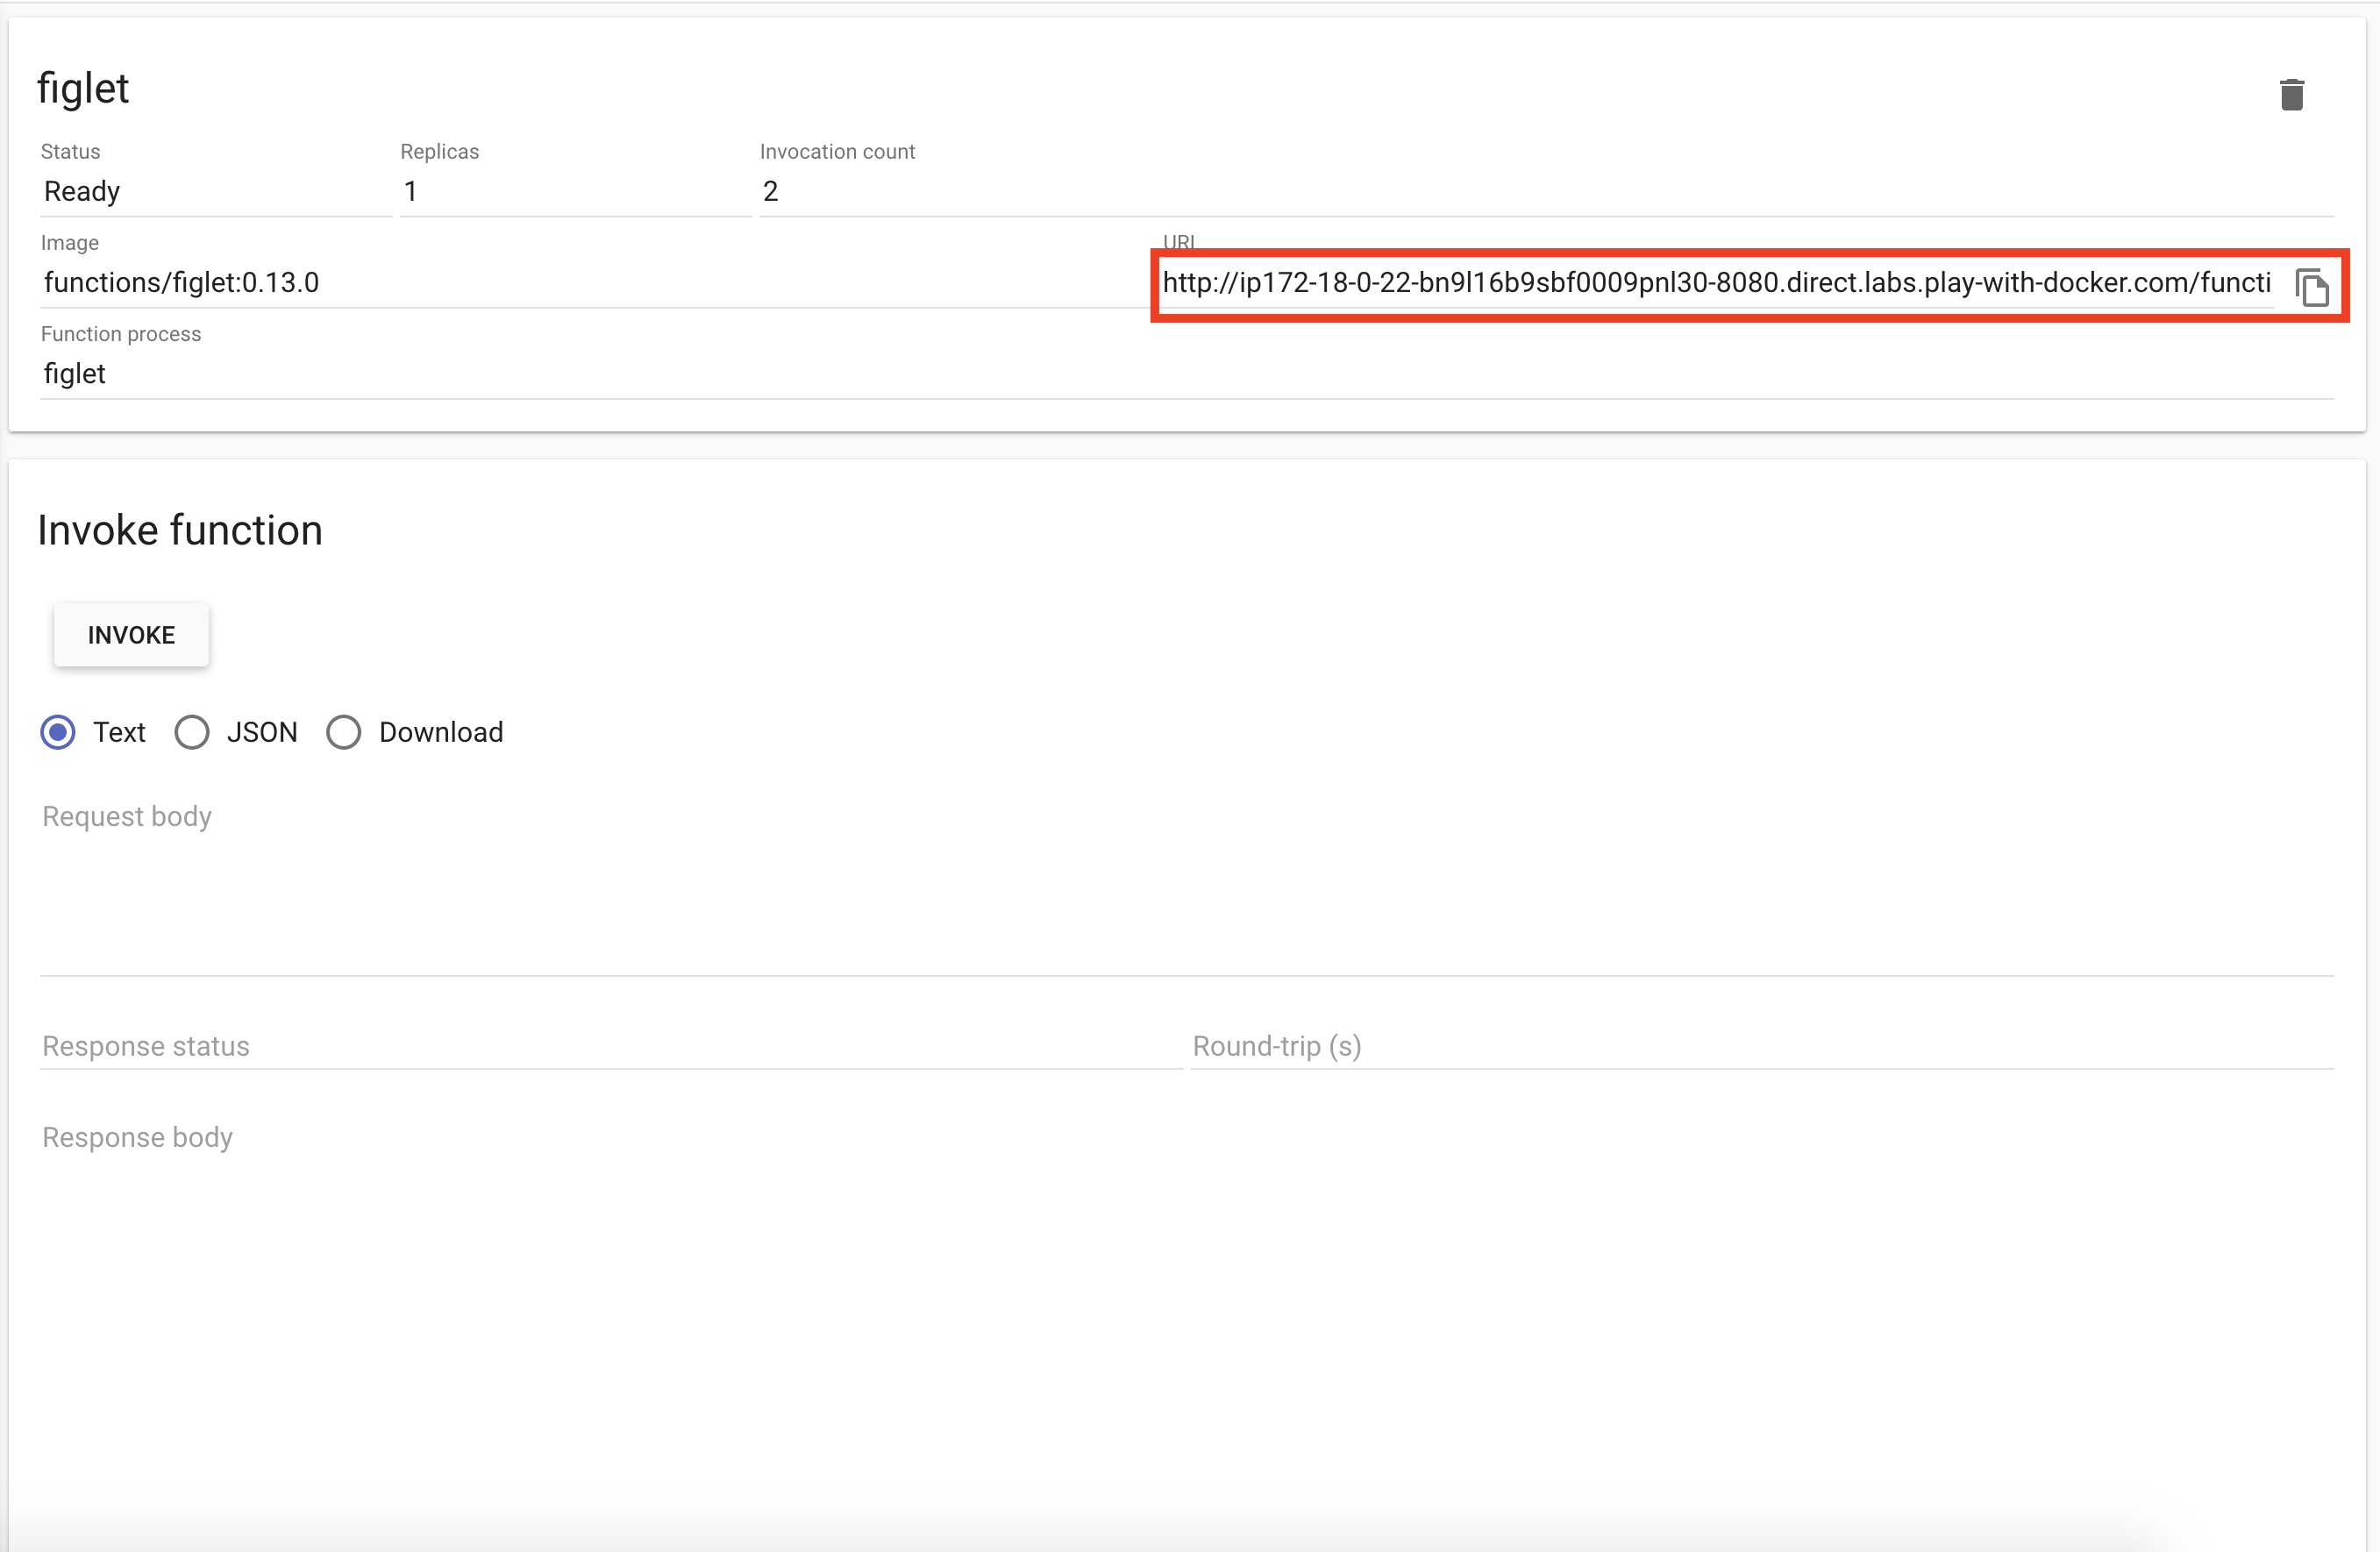 figlet
Status Replicas Invocation count
Ready 1 2
Image URL
functions/figlet:0.13.0 http://ip172-18-0-22-bn9l16b9sbf0009pnl30-8080.direct.labs.play-with-docker.com/functi
Function process
figlet
Invoke function
INVOKE
Text JSON Download
Request body
Response status Round-trip (s)
Response body